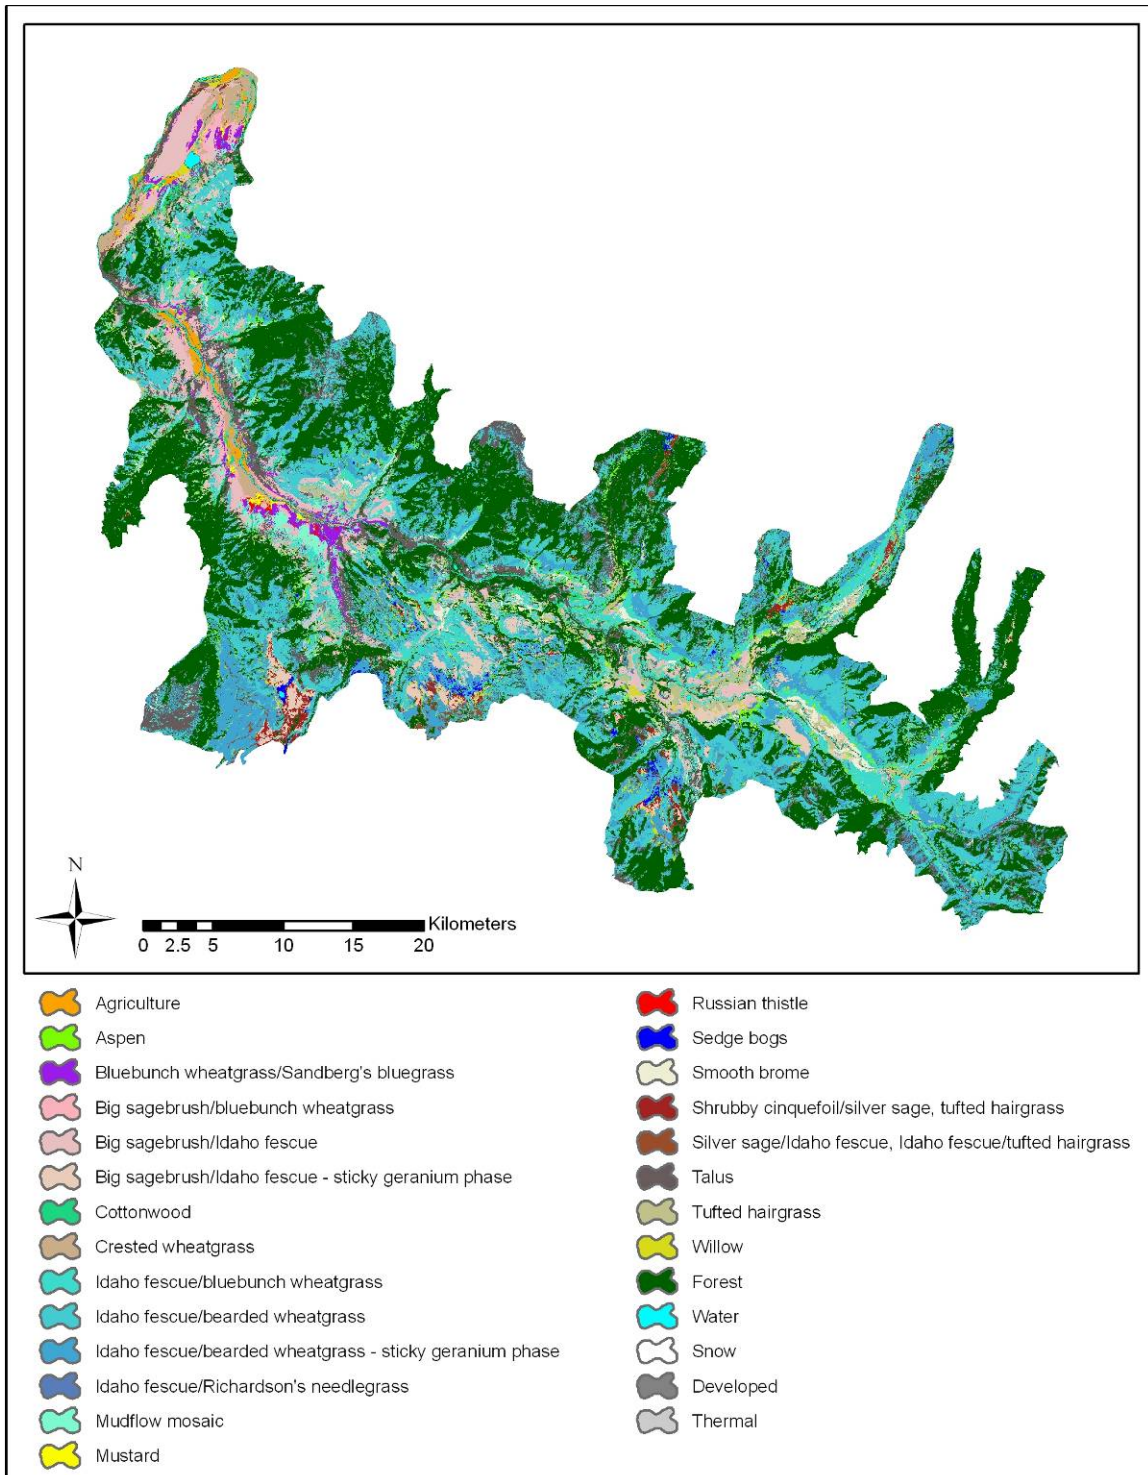 N
Kilometers
0 2.5 5 10 15 20
Agriculture
Aspen
Bluebunch wheatgrass/Sandberg's bluegrass
Big sagebrush/bluebunch wheatgrass
Big sagebrush/Idaho fescue
Big sagebrush/Idaho fescue - sticky geranium phase
Cottonwood
Crested wheatgrass
Idaho fescue/bluebunch wheatgrass
Idaho fescue/bearded wheatgrass
Idaho fescue/bearded wheatgrass - sticky geranium phase
Idaho fescue/Richardson's needlegrass
Mudflow mosaic
Mustard
Russian thistle
Sedge bogs
Smooth brome
Shrubby cinquefoil/silver sage, tufted hairgrass
Silver sage/Idaho fescue, Idaho fescue/tufted hairgrass
Talus
Tufted hairgrass
Willow
Forest
Water
Snow
Developed
Thermal